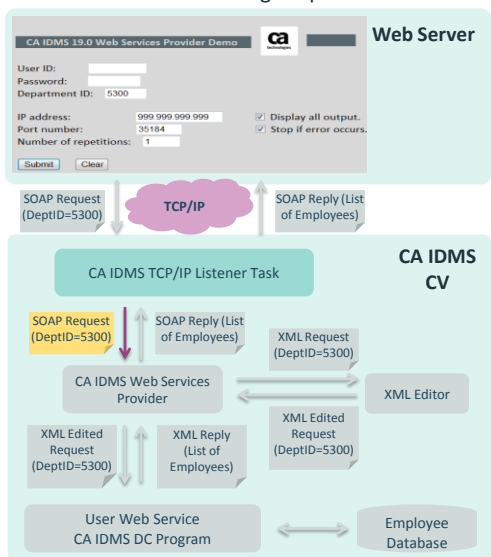 Web Server
CA IDMS 19.0 Web Services Provider Demo
ca
technologies
User ID:
Password:
Department ID: 5300
IP address: 999.999.999.999
Display all output.
Port number: 35184
Stop if error occurs.
Number of repetitions: 1
Submit
Clear
SOAP Request
(DeptID=5300)
TCP/IP
SOAP Reply (List
of Employees)
CA IDMS
CV
CA IDMS TCP/IP Listener Task
SOAP Request
(DeptID=5300)
SOAP Reply (List
of Employees)
XML Request
(DeptID=5300)
CA IDMS Web Services
Provider
XML Editor
XML Edited
Request
(DeptID=5300)
XML Reply
(List of
Employees)
XML Edited
Request
(DeptID=5300)
User Web Service
CA IDMS DC Program
Employee
Database